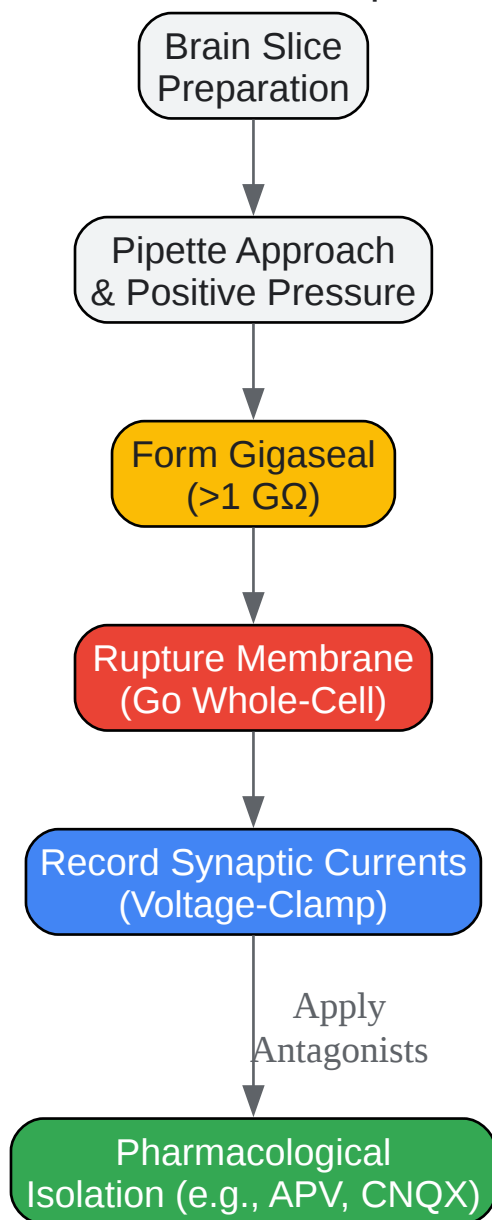 Brain Slice
Preparation
Pipette Approach
& Positive Pressure
Form Gigaseal
(>1 GΩ)
Rupture Membrane
(Go Whole-Cell)
Record Synaptic Currents
(Voltage-Clamp)
Apply
Antagonists
Pharmacological
Isolation (e.g., APV, CNQX)